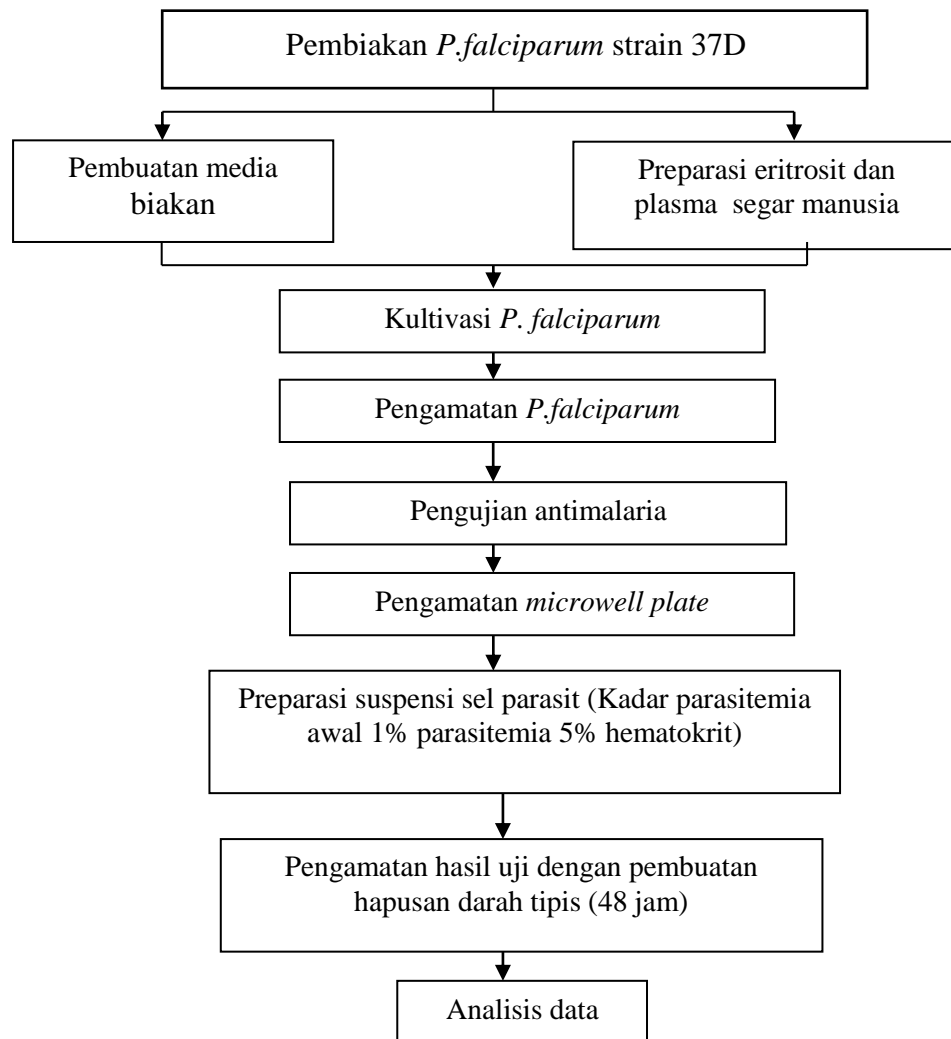 Pembiakan P.falciparum strain 37D
Pembuatan media
biakan
Preparasi eritrosit dan
plasma segar manusia
Kultivasi P. falciparum
Pengamatan P.falciparum
Pengujian antimalaria
Pengamatan microwell plate
Preparasi suspensi sel parasit (Kadar parasitemia
awal 1% parasitemia 5% hematokrit)
Pengamatan hasil uji dengan pembuatan
hapusan darah tipis (48 jam)
Analisis data